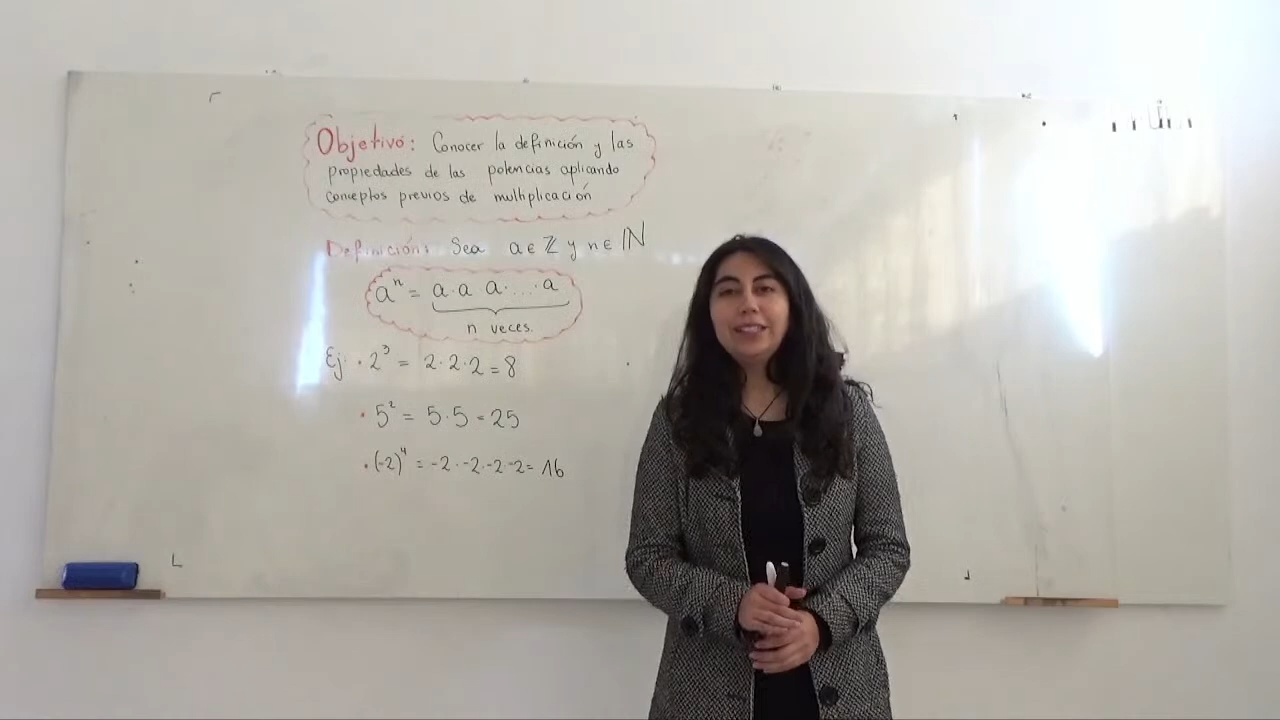 Objetivo: Conocer la definición y las
propiedades de las potencias aplicando
conceptos previos de multiplicación
Definición: Sea a ∈ ℤ y n ∈ ℕ
aⁿ = a · a a · ... · a
n veces.
Ej: · 2³ = 2 · 2 · 2 = 8
· 5² = 5 · 5 = 25
· (-2)⁴ = -2 · -2 · -2 · -2 = 16